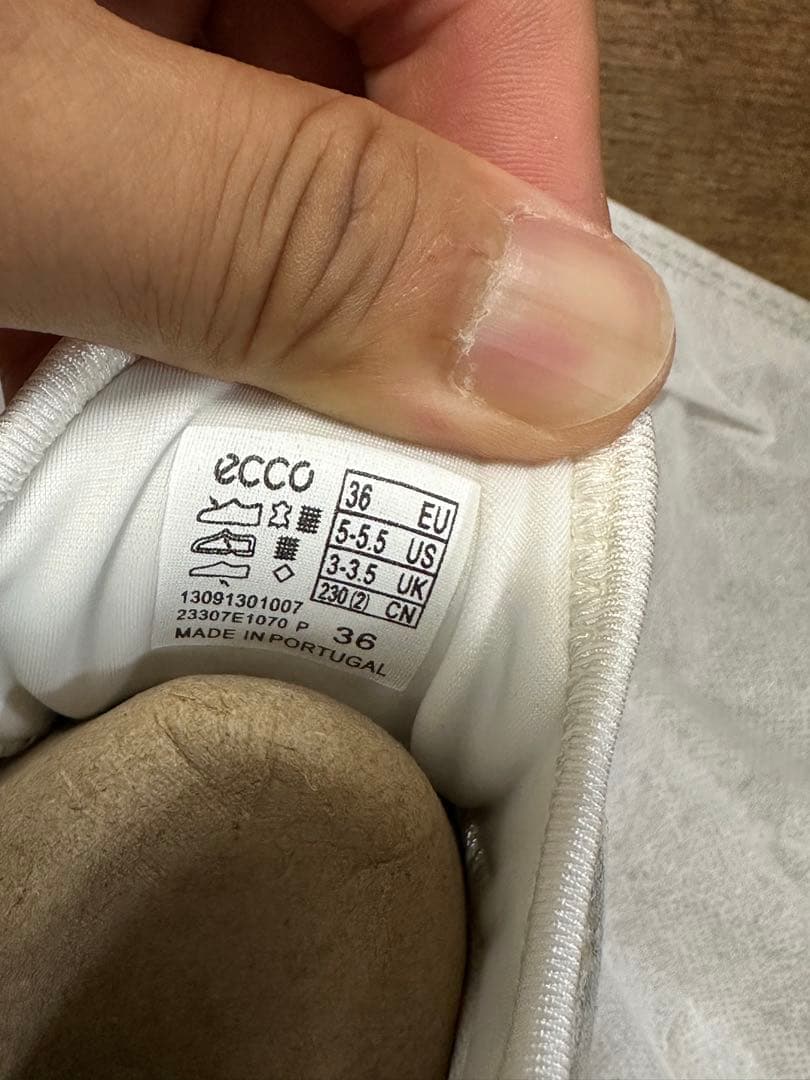 ecco
36 EU
5-5.5 US
3-3.5 UK
230(2) CN
13091301007
23307E1070 P 36
MADE IN PORTUGAL